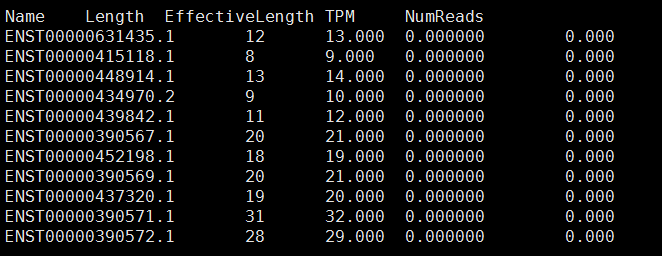 Name Length EffectiveLength TPM NumReads
ENST00000631435.1 12 13.000 0.000000 0.000
ENST00000415118.1 8 9.000 0.000000 0.000
ENST00000448914.1 13 14.000 0.000000 0.000
ENST00000434970.2 9 10.000 0.000000 0.000
ENST00000439842.1 11 12.000 0.000000 0.000
ENST00000390567.1 20 21.000 0.000000 0.000
ENST00000452198.1 18 19.000 0.000000 0.000
ENST00000390569.1 20 21.000 0.000000 0.000
ENST00000437320.1 19 20.000 0.000000 0.000
ENST00000390571.1 31 32.000 0.000000 0.000
ENST00000390572.1 28 29.000 0.000000 0.000